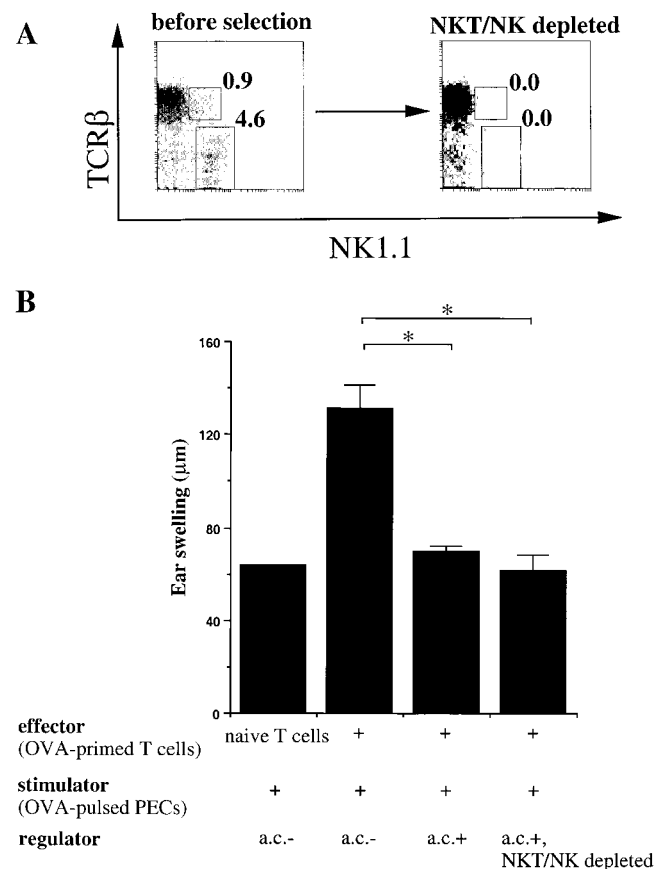 A
before selection
NKT/NK depleted
0.9
4.6
0.0
0.0
TCRβ
NK1.1
B
*
*
160
120
80
40
0
Ear swelling (μm)
effector
(OVA-primed T cells)
naive T cells + + +
stimulator
(OVA-pulsed PECs)
+ + + +
regulator a.c.- a.c.- a.c.+ a.c.+,
NKT/NK depleted